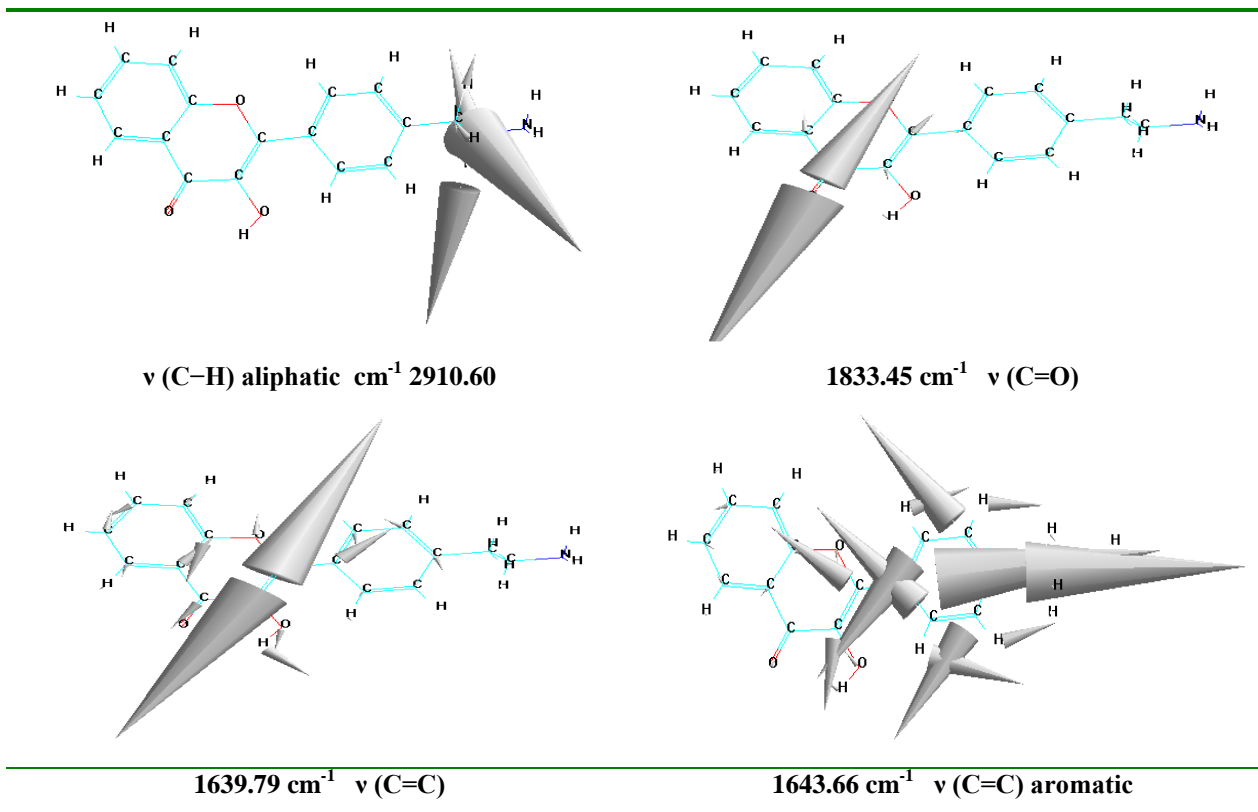 ν (C−H) aliphatic cm-1 2910.60
1833.45 cm-1 ν (C=O)
1639.79 cm-1 ν (C=C)
1643.66 cm-1 ν (C=C) aromatic